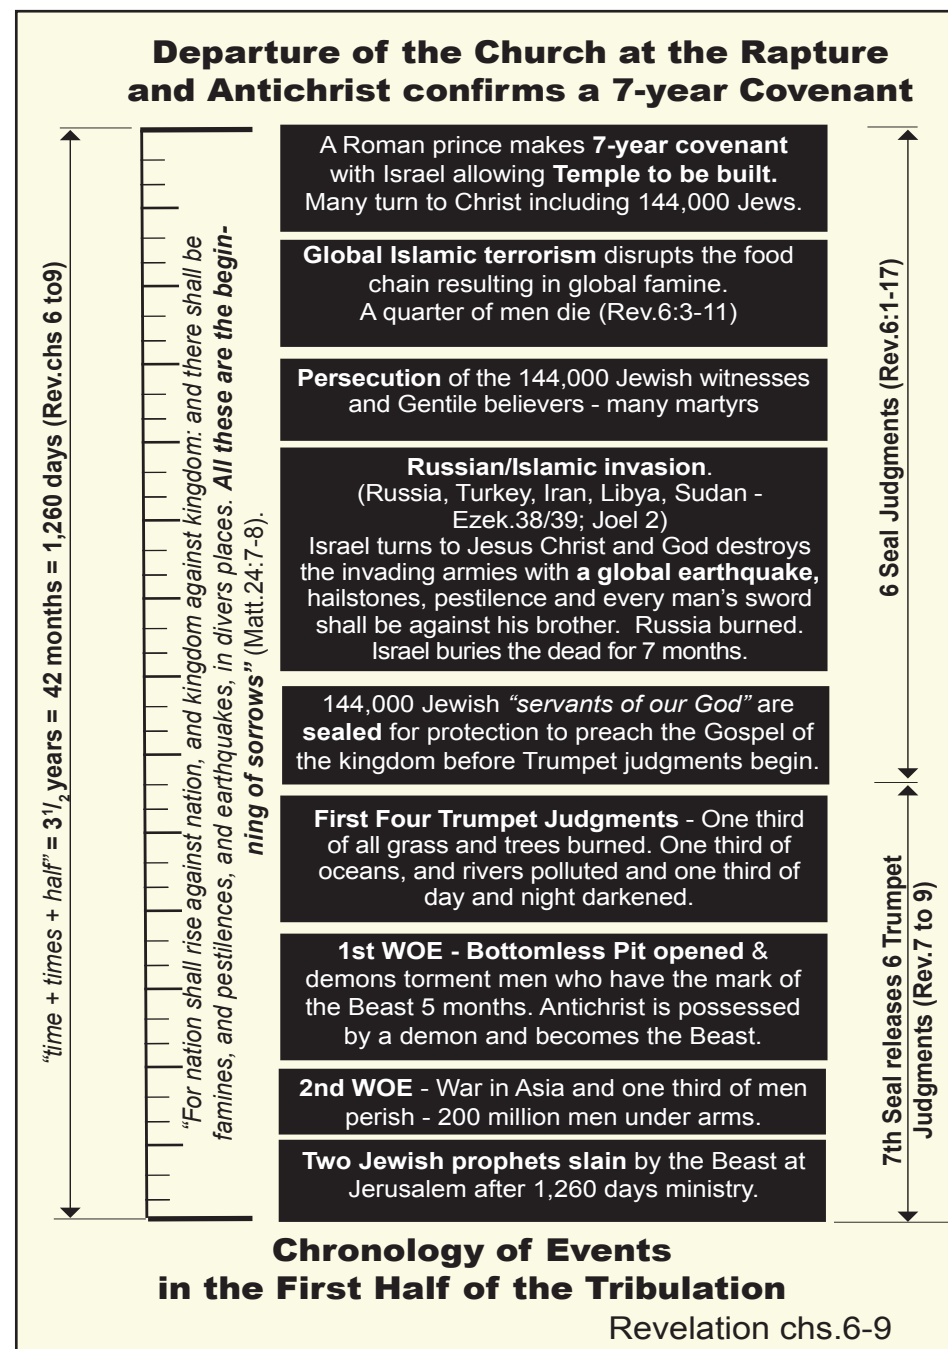 Departure of the Church at the Rapture
and Antichrist confirms a 7-year Covenant
"time + times + half" = 3 1/2 years = 42 months = 1,260 days (Rev.chs 6 to9)
"For nation shall rise against nation, and kingdom against kingdom: and there shall be
famines, and pestilences, and earthquakes, in divers places. All these are the begin-
ning of sorrows" (Matt.24:7-8).
A Roman prince makes 7-year covenant
with Israel allowing Temple to be built.
Many turn to Christ including 144,000 Jews.
Global Islamic terrorism disrupts the food
chain resulting in global famine.
A quarter of men die (Rev.6:3-11)
Persecution of the 144,000 Jewish witnesses
and Gentile believers - many martyrs
Russian/Islamic invasion.
(Russia, Turkey, Iran, Libya, Sudan -
Ezek.38/39; Joel 2)
Israel turns to Jesus Christ and God destroys
the invading armies with a global earthquake,
hailstones, pestilence and every man's sword
shall be against his brother. Russia burned.
Israel buries the dead for 7 months.
144,000 Jewish "servants of our God" are
sealed for protection to preach the Gospel of
the kingdom before Trumpet judgments begin.
First Four Trumpet Judgments - One third
of all grass and trees burned. One third of
oceans, and rivers polluted and one third of
day and night darkened.
1st WOE - Bottomless Pit opened &
demons torment men who have the mark of
the Beast 5 months. Antichrist is possessed
by a demon and becomes the Beast.
2nd WOE - War in Asia and one third of men
perish - 200 million men under arms.
Two Jewish prophets slain by the Beast at
Jerusalem after 1,260 days ministry.
6 Seal Judgments (Rev.6:1-17)
7th Seal releases 6 Trumpet
Judgments (Rev.7 to 9)
Chronology of Events
in the First Half of the Tribulation
Revelation chs.6-9